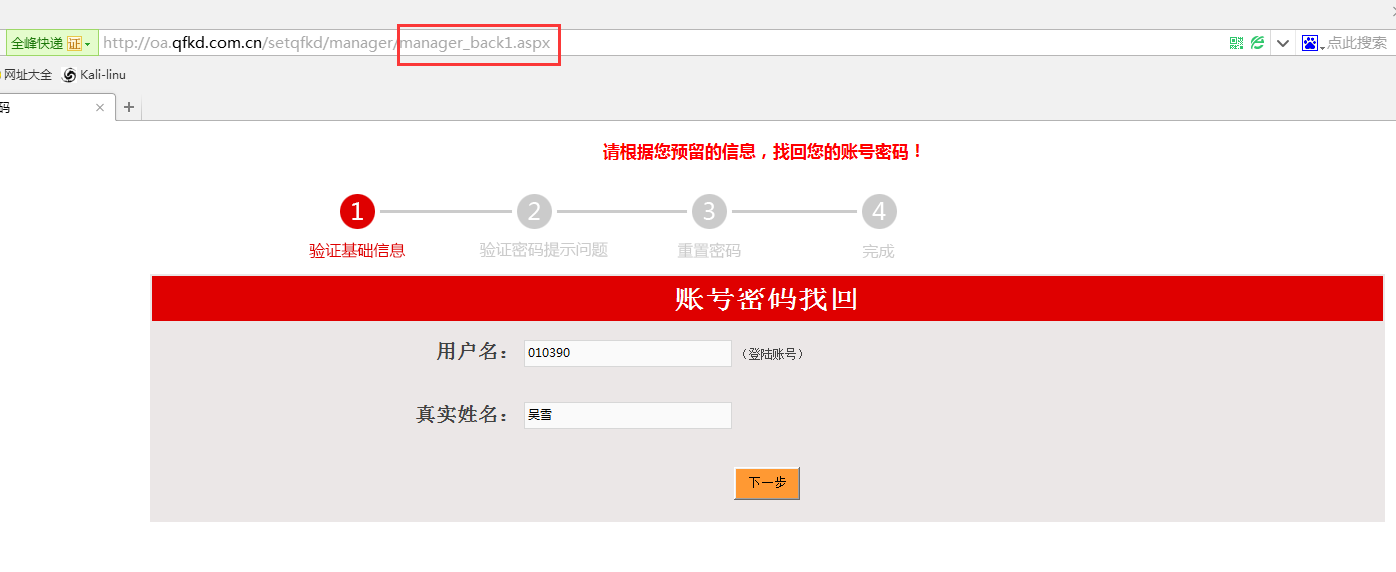 全峰快递 证 http://oa.qfkd.com.cn/setqfkd/manager/manager_back1.aspx 点此搜索
网址大全 Kali-linu
码 × +
请根据您预留的信息，找回您的账号密码！
1 2 3 4
验证基础信息 验证密码提示问题 重置密码 完成
账号密码找回
用户名： 010390 （登陆账号）
真实姓名： 吴雪
下一步